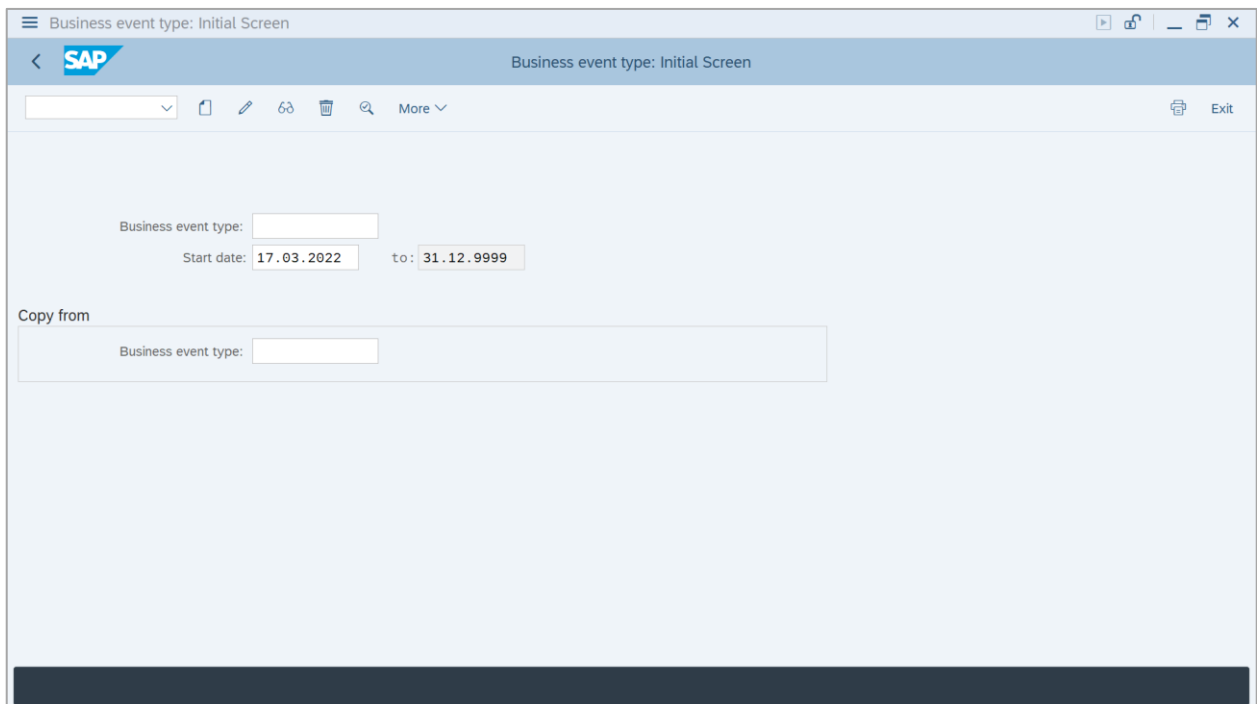 Business event type: Initial Screen
SAP Business event type: Initial Screen
More Exit
Business event type:
Start date: 17.03.2022 to: 31.12.9999
Copy from
Business event type: